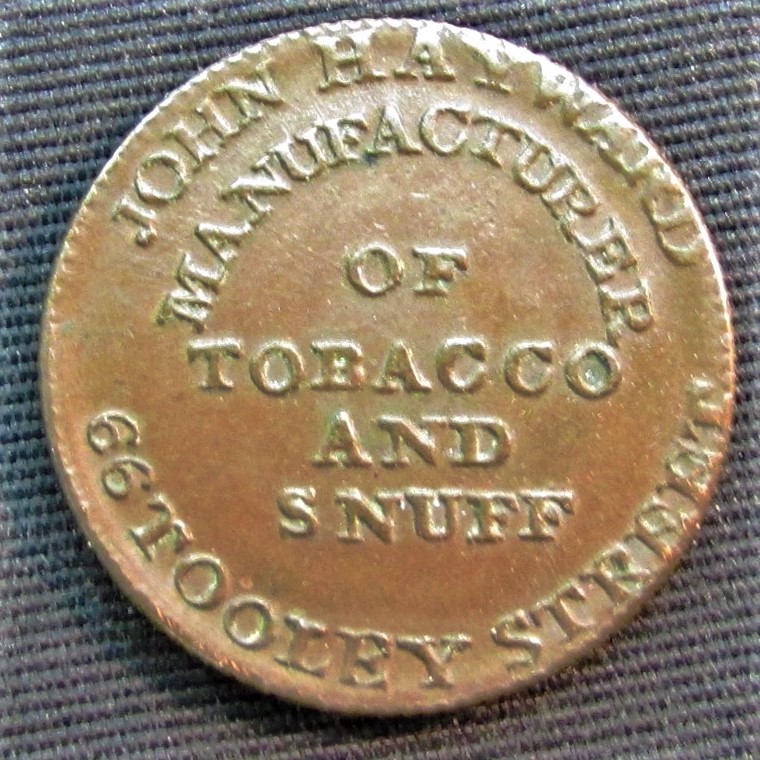 JOHN HAYWARD
MANUFACTURER
OF
TOBACCO
AND
SNUFF
66 TOOLEY STREET